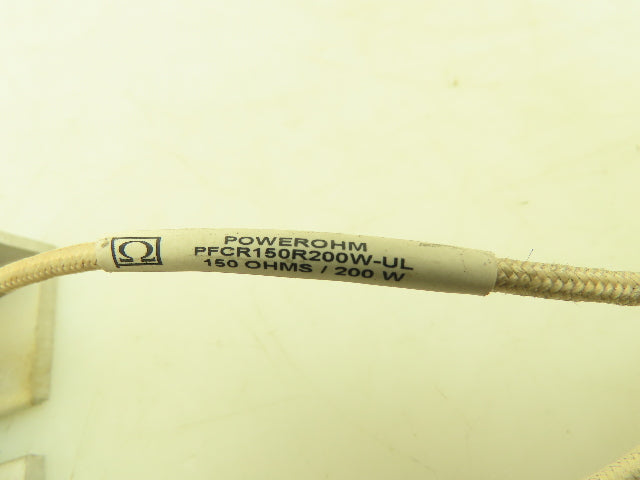 Ω POWEROHM
PFCR150R200W-UL
150 OHMS / 200 W